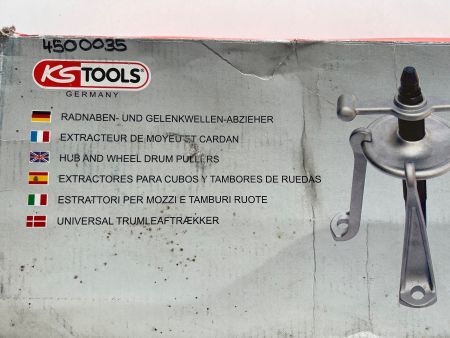 4500035
KS TOOLS®
GERMANY
RADNABEN- UND GELENKWELLEN-ABZIEHER
EXTRACTEUR DE MOYEU ET CARDAN
HUB AND WHEEL DRUM PULLERS
EXTRACTORES PARA CUBOS Y TAMBORES DE RUEDAS
ESTRATTORI PER MOZZI E TAMBURI RUOTE
UNIVERSAL TRUMLEAFTRÆKKER